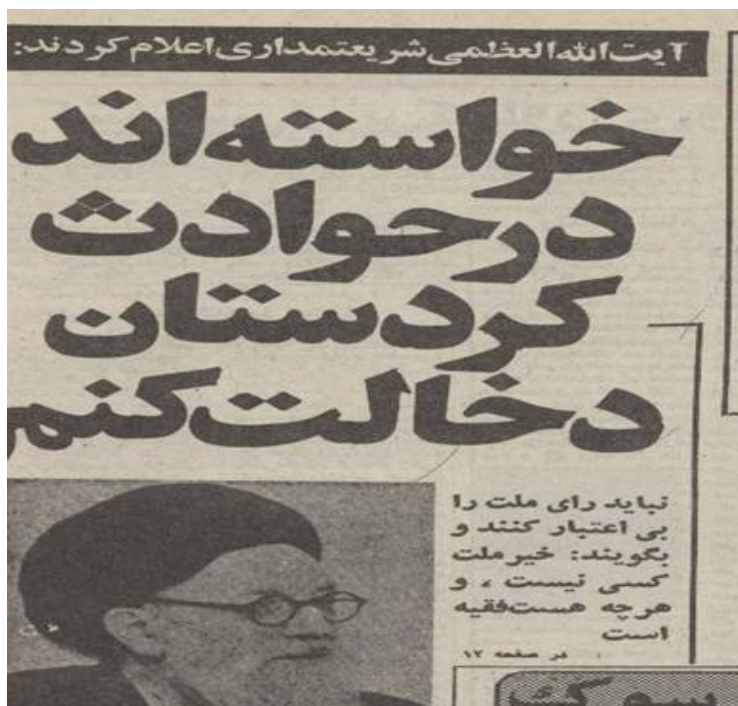 آیت‌الله‌العظمی شریعتمداری اعلام کردند:
خواسته‌اند
در حوادث
کردستان
دخالت کنم
نباید رای ملت را
بی اعتبار کنند و
بگویند: خیر ملت
کسی نیست ، و
هرچه هست‌فقیه
است
در صفحه ۱۲